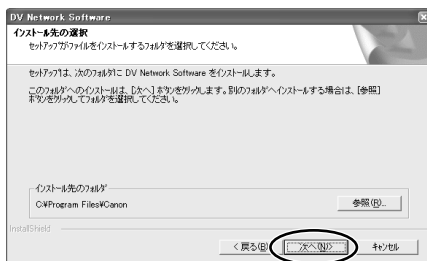 DV Network Software
インストール先の選択
セットアップがファイルをインストールするフォルダを選択してください。
セットアップは、次のフォルダに DV Network Software をインストールします。
このフォルダへのインストールは、[次へ] ボタンをクリックします。別のフォルダへインストールする場合は、[参照]
ボタンをクリックしてフォルダを選択してください。
インストール先のフォルダ
C:¥Program Files¥Canon
参照(R)...
InstallShield
< 戻る(B)
次へ(N)>
キャンセル